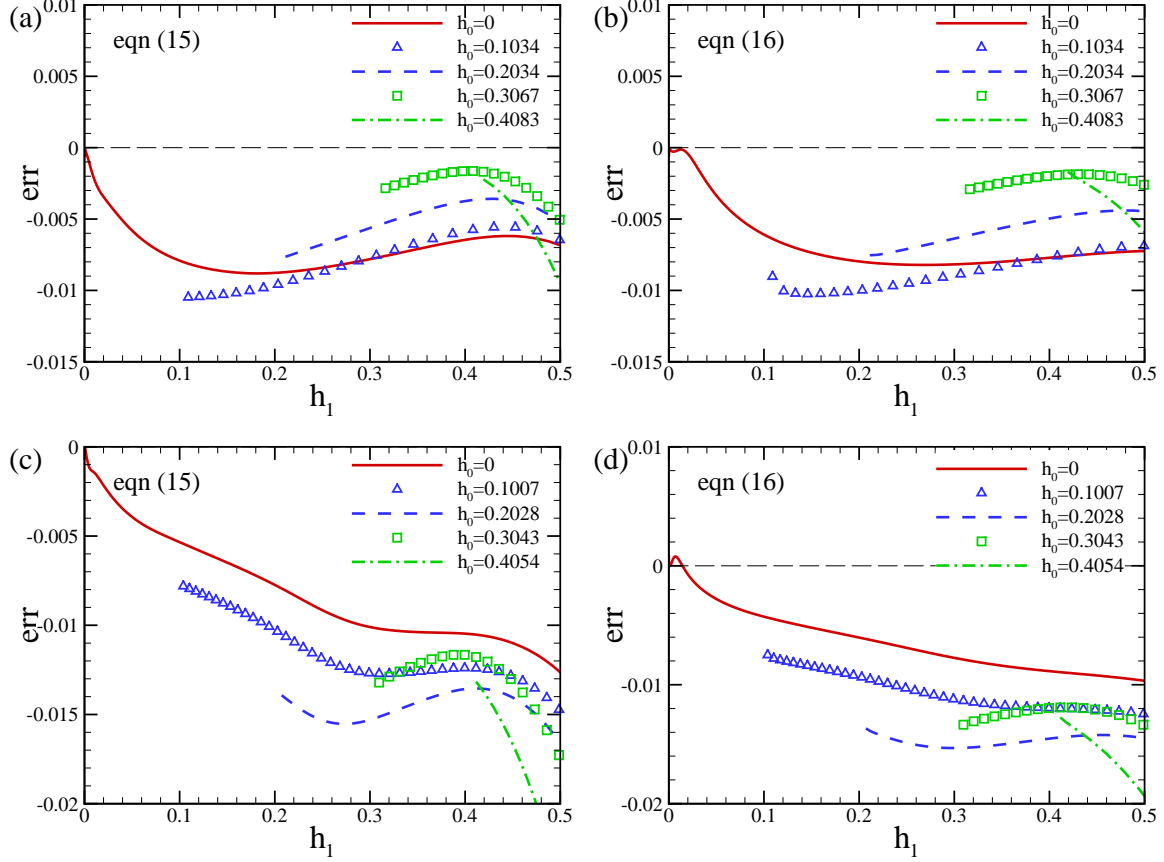 (a)
eqn (15)
h0=0
h0=0.1034
h0=0.2034
h0=0.3067
h0=0.4083
0.01
0.005
0
-0.005
-0.01
-0.015
err
0
0.1
0.2
0.3
0.4
0.5
h1
(b)
eqn (16)
h0=0
h0=0.1034
h0=0.2034
h0=0.3067
h0=0.4083
0.01
0.005
0
-0.005
-0.01
-0.015
err
0
0.1
0.2
0.3
0.4
0.5
h1
(c)
eqn (15)
h0=0
h0=0.1007
h0=0.2028
h0=0.3043
h0=0.4054
0
-0.005
-0.01
-0.015
-0.02
err
0
0.1
0.2
0.3
0.4
0.5
h1
(d)
eqn (16)
h0=0
h0=0.1007
h0=0.2028
h0=0.3043
h0=0.4054
0.01
0
-0.01
-0.02
err
0
0.1
0.2
0.3
0.4
0.5
h1